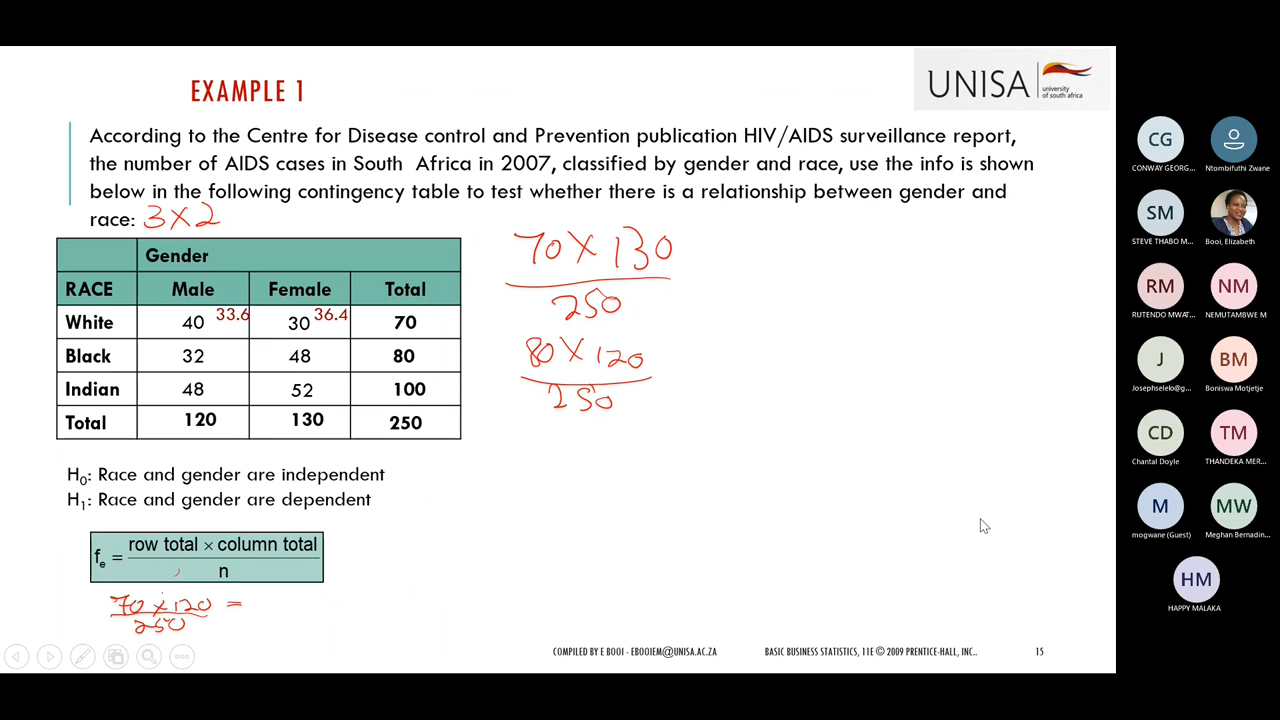 EXAMPLE 1
UNISA
university
of south africa
According to the Centre for Disease control and Prevention publication HIV/AIDS surveillance report,
the number of AIDS cases in South Africa in 2007, classified by gender and race, use the info is shown
below in the following contingency table to test whether there is a relationship between gender and
race: 3 X 2
Gender
RACE Male Female Total
White 40 33.6 30 36.4 70
Black 32 48 80
Indian 48 52 100
Total 120 130 250
70 X 130
250
80 X 120
250
H0: Race and gender are independent
H1: Race and gender are dependent
fe = row total × column total
n
70 x 120 =
250
COMPILED BY E BOOI - EBOOIEM@UNISA.AC.ZA
BASIC BUSINESS STATISTICS, 11E © 2009 PRENTICE-HALL, INC..
15
CG
CONWAY GEORG...
Ntombifuthi Zwane
SM
STEVE THABO M...
Booi, Elizabeth
RM
RUTENDO MWAT...
NM
NEMUTAMBWE M
J
Josephselelo@g...
BM
Boniswa Motjetje
CD
Chantal Doyle
TM
THANDEKA MER...
M
mogwane (Guest)
MW
Meghan Bernadin...
HM
HAPPY MALAKA